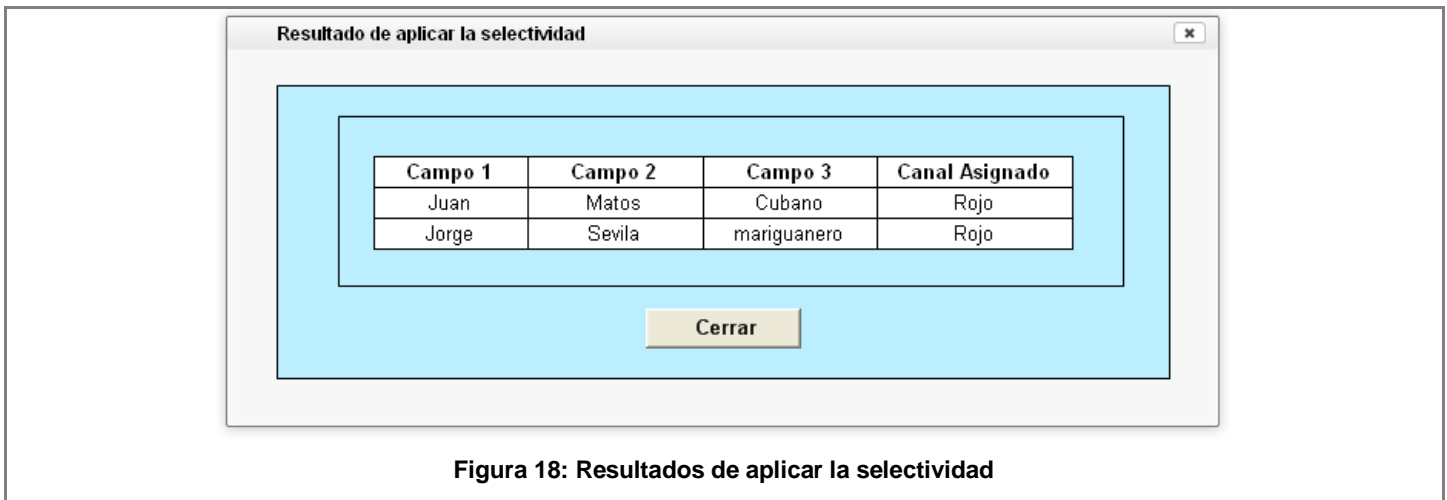 Resultado de aplicar la selectividad
Campo 1 Campo 2 Campo 3 Canal Asignado
Juan Matos Cubano Rojo
Jorge Sevila mariguanero Rojo
Cerrar
Figura 18: Resultados de aplicar la selectividad